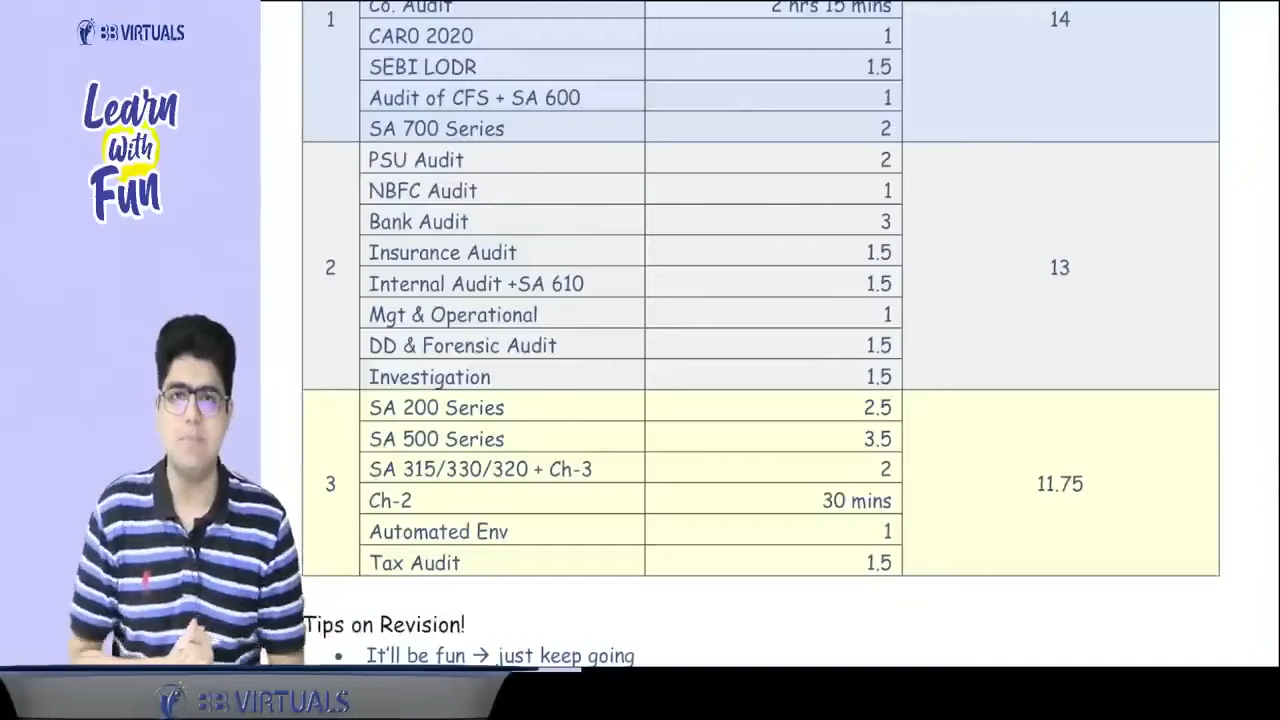 BB VIRTUALS
Learn
With
Fun
1
Co. Audit 2 hrs 15 mins
14
CARO 2020 1
SEBI LODR 1.5
Audit of CFS + SA 600 1
SA 700 Series 2
2
PSU Audit 2
NBFC Audit 1
Bank Audit 3
Insurance Audit 1.5
13
Internal Audit +SA 610 1.5
Mgt & Operational 1
DD & Forensic Audit 1.5
Investigation 1.5
3
SA 200 Series 2.5
SA 500 Series 3.5
SA 315/330/320 + Ch-3 2
11.75
Ch-2 30 mins
Automated Env 1
Tax Audit 1.5
Tips on Revision!
• It'll be fun → just keep going
BB VIRTUALS